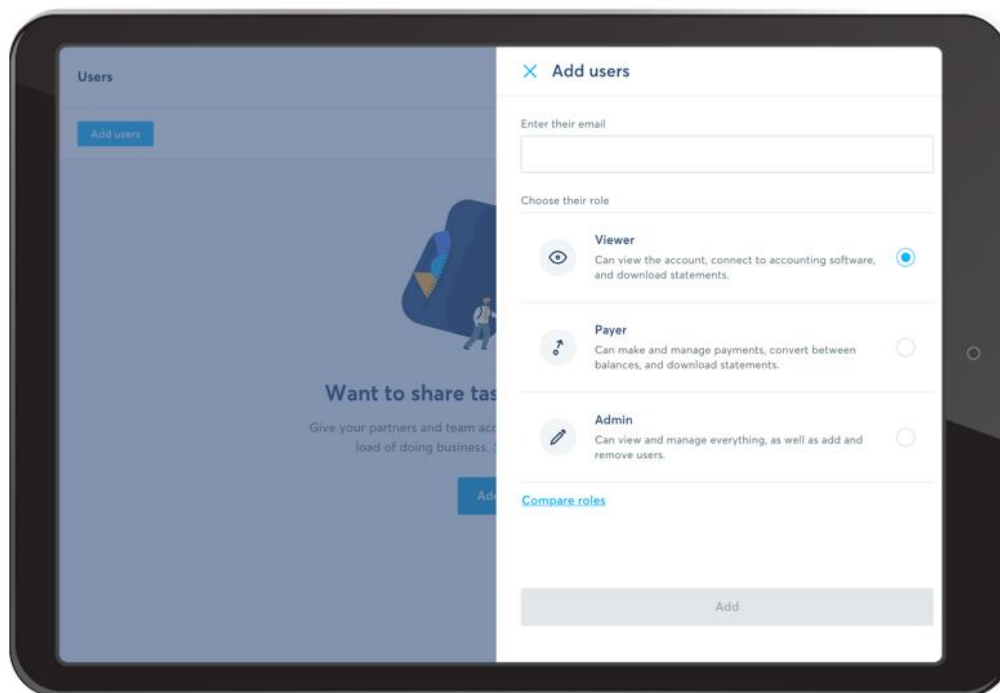 Users
Add users
Want to share tas
Give your partners and team acc
load of doing business.
Add users
Enter their email
Choose their role
Viewer
Can view the account, connect to accounting software,
and download statements.
Payer
Can make and manage payments, convert between
balances, and download statements.
Admin
Can view and manage everything, as well as add and
remove users.
Compare roles
Add